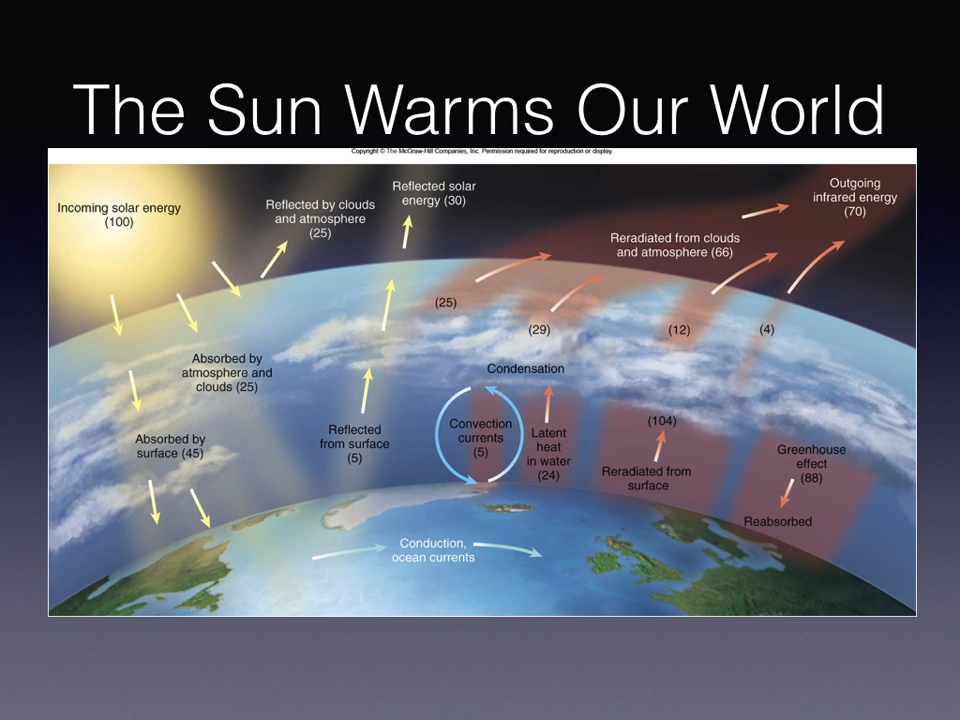 The Sun Warms Our World
Copyright © The McGraw-Hill Companies, Inc. Permission required for reproduction or display.
Incoming solar energy
(100)
Reflected by clouds
and atmosphere
(25)
Reflected solar
energy (30)
Outgoing
infrared energy
(70)
Reradiated from clouds
and atmosphere (66)
(25)
(29)
(12)
(4)
Absorbed by
atmosphere and
clouds (25)
Condensation
Absorbed by
surface (45)
Reflected
from surface
(5)
Convection
currents
(5)
Latent
heat
in water
(24)
(104)
Reradiated from
surface
Greenhouse
effect
(88)
Reabsorbed
Conduction,
ocean currents